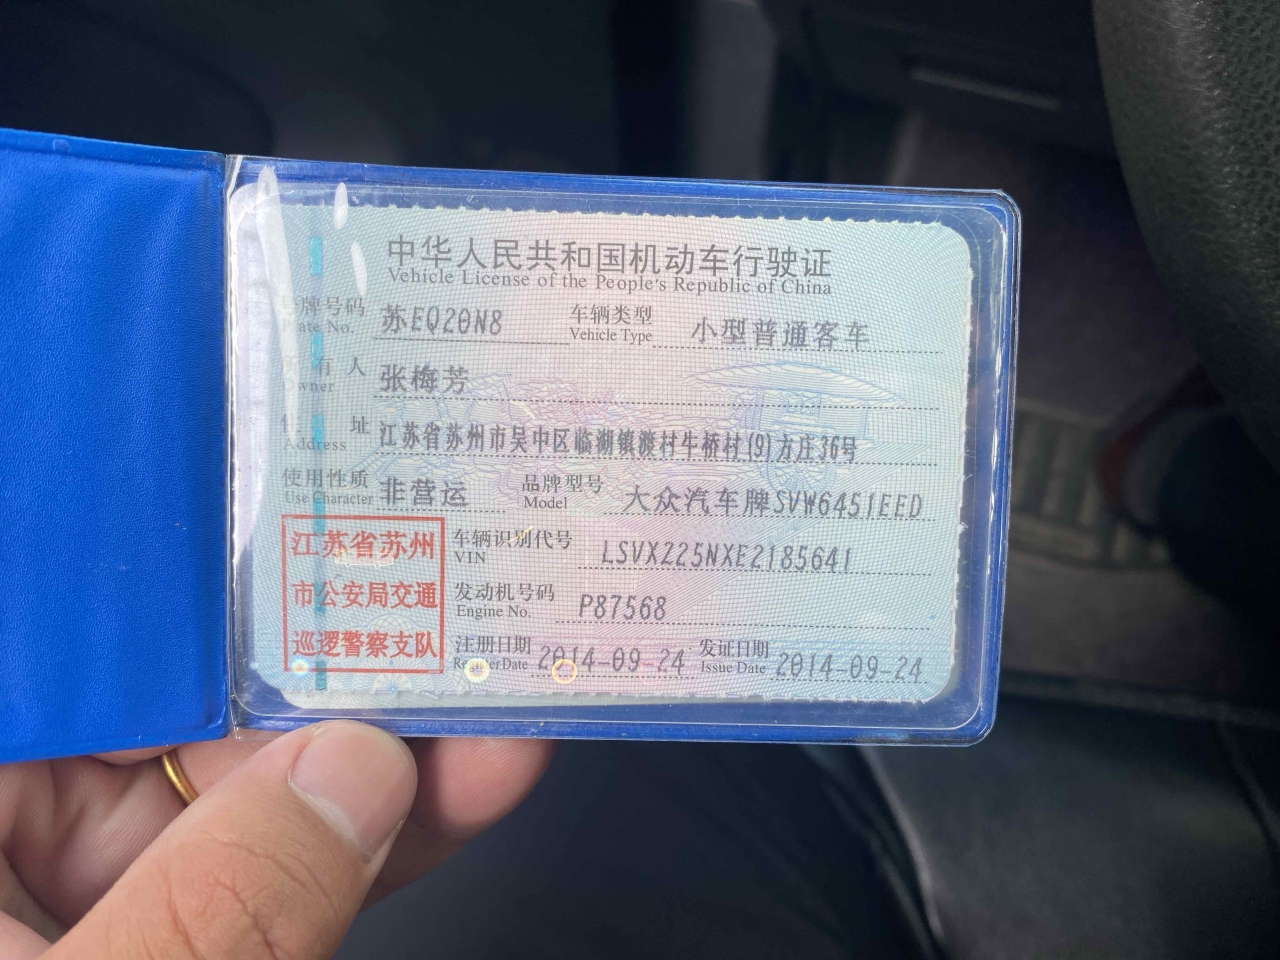 中华人民共和国机动车行驶证
Vehicle License of the People's Republic of China
号牌号码 苏EQ20N8 车辆类型 小型普通客车
Plate No. Vehicle Type
所有人 张梅芳
Owner
住址 江苏省苏州市吴中区临湖镇渡村牛桥村(9)方庄36号
Address
使用性质 非营运 品牌型号 大众汽车牌SVW6451EED
Use Character Model
江苏省苏州
市公安局交通
巡逻警察支队
车辆识别代号 LSVXZ25NXE2185641
VIN
发动机号码 P87568
Engine No.
注册日期 2014-09-24 发证日期 2014-09-24
Register Date Issue Date